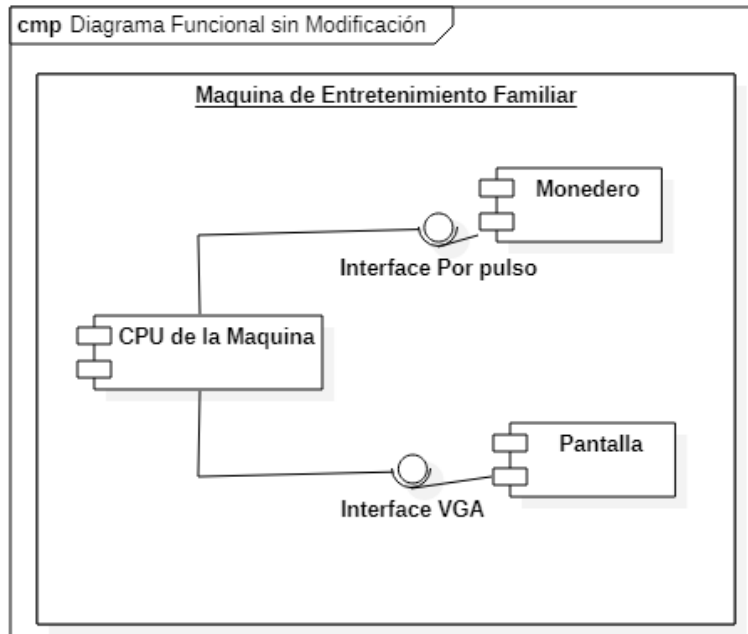 cmp Diagrama Funcional sin Modificación
Maquina de Entretenimiento Familiar
Monedero
Interface Por pulso
CPU de la Maquina
Pantalla
Interface VGA